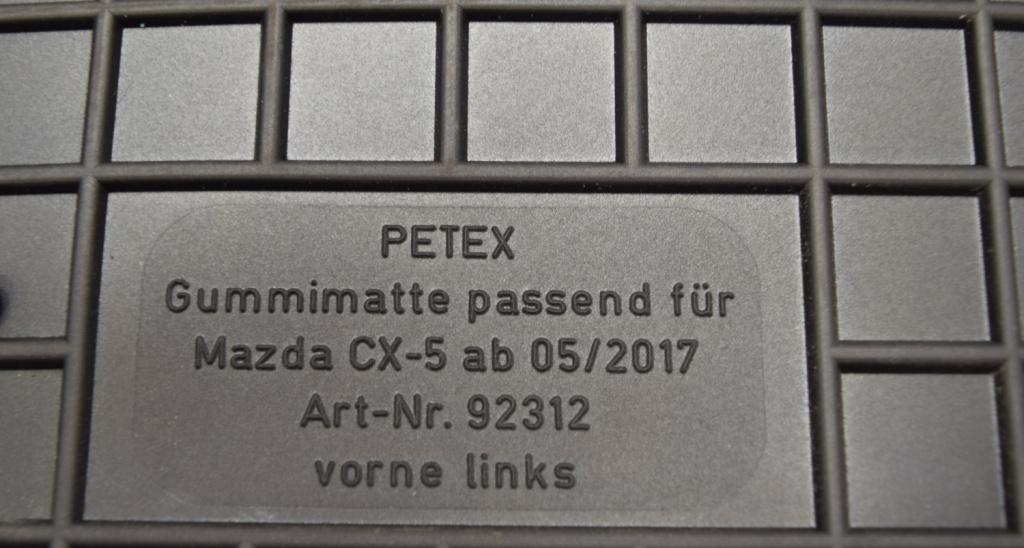 PETEX
Gummimatte passend für
Mazda CX-5 ab 05/2017
Art-Nr. 92312
vorne links